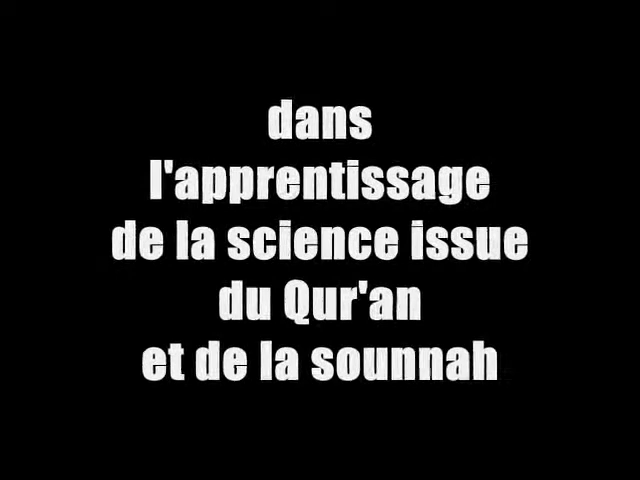 dans
l'apprentissage
de la science issue
du Qur'an
et de la sounnah